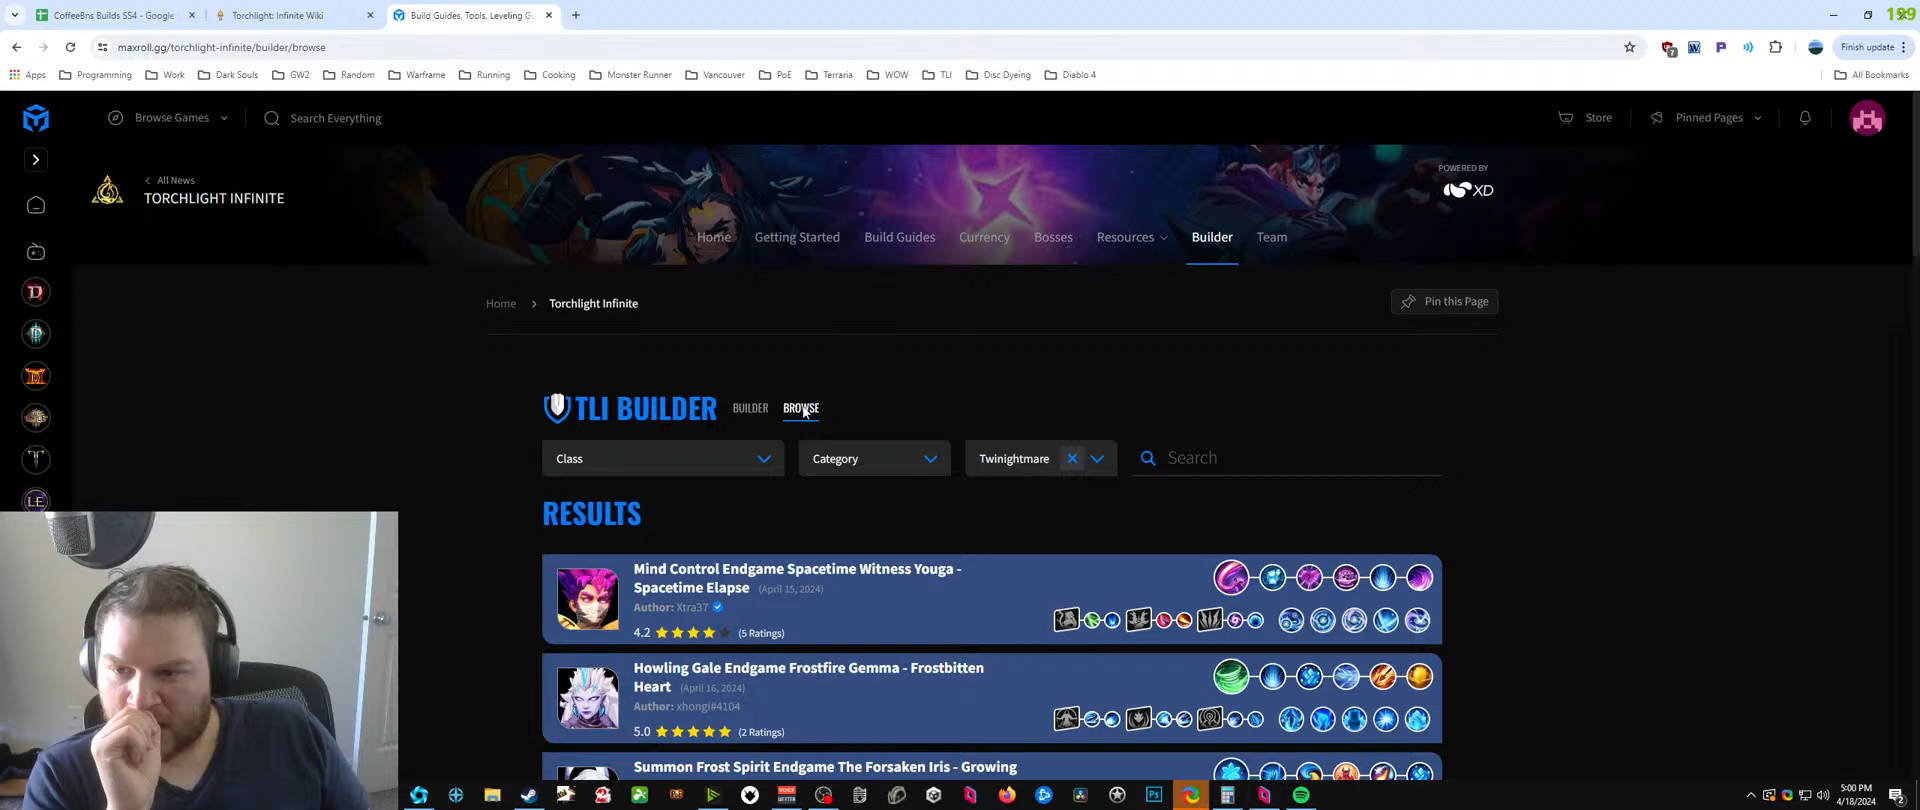 CoffeeBns Builds SS4 - Google
Torchlight: Infinite Wiki
Build Guides, Tools, Leveling Gu
199
maxroll.gg/torchlight-infinite/builder/browse
7
Finish update
Apps
Programming
Work
Dark Souls
GW2
Random
Warframe
Running
Cooking
Monster Runner
Vancouver
PoE
Terraria
WOW
TLI
Disc Dyeing
Diablo 4
All Bookmarks
Browse Games
Search Everything
Store
Pinned Pages
All News
TORCHLIGHT INFINITE
POWERED BY
XD
Home
Getting Started
Build Guides
Currency
Bosses
Resources
Builder
Team
Home
Torchlight Infinite
Pin this Page
TLI BUILDER
BUILDER
BROWSE
Class
Category
Twinightmare
Search
LE
RESULTS
Mind Control Endgame Spacetime Witness Youga -
Spacetime Elapse (April 15, 2024)
Author: Xtra37
4.2 (5 Ratings)
Howling Gale Endgame Frostfire Gemma - Frostbitten
Heart (April 16, 2024)
Author: xhongi#4104
5.0 (2 Ratings)
Summon Frost Spirit Endgame The Forsaken Iris - Growing
5:00 PM
4/18/2024